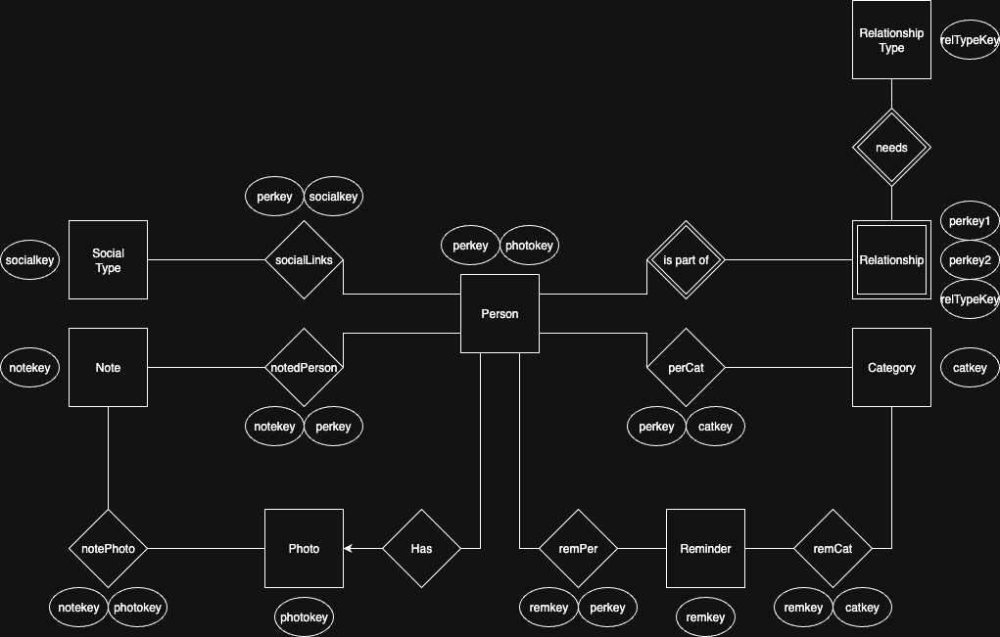 Relationship
Type
relTypeKey
needs
perkey
socialkey
socialkey
Social
Type
socialLinks
perkey
photokey
Person
is part of
Relationship
perkey1
perkey2
relTypeKey
notekey
Note
notedPerson
notekey
perkey
perCat
perkey
catkey
Category
catkey
notePhoto
notekey
photokey
Photo
photokey
Has
remPer
remkey
perkey
Reminder
remkey
remCat
remkey
catkey